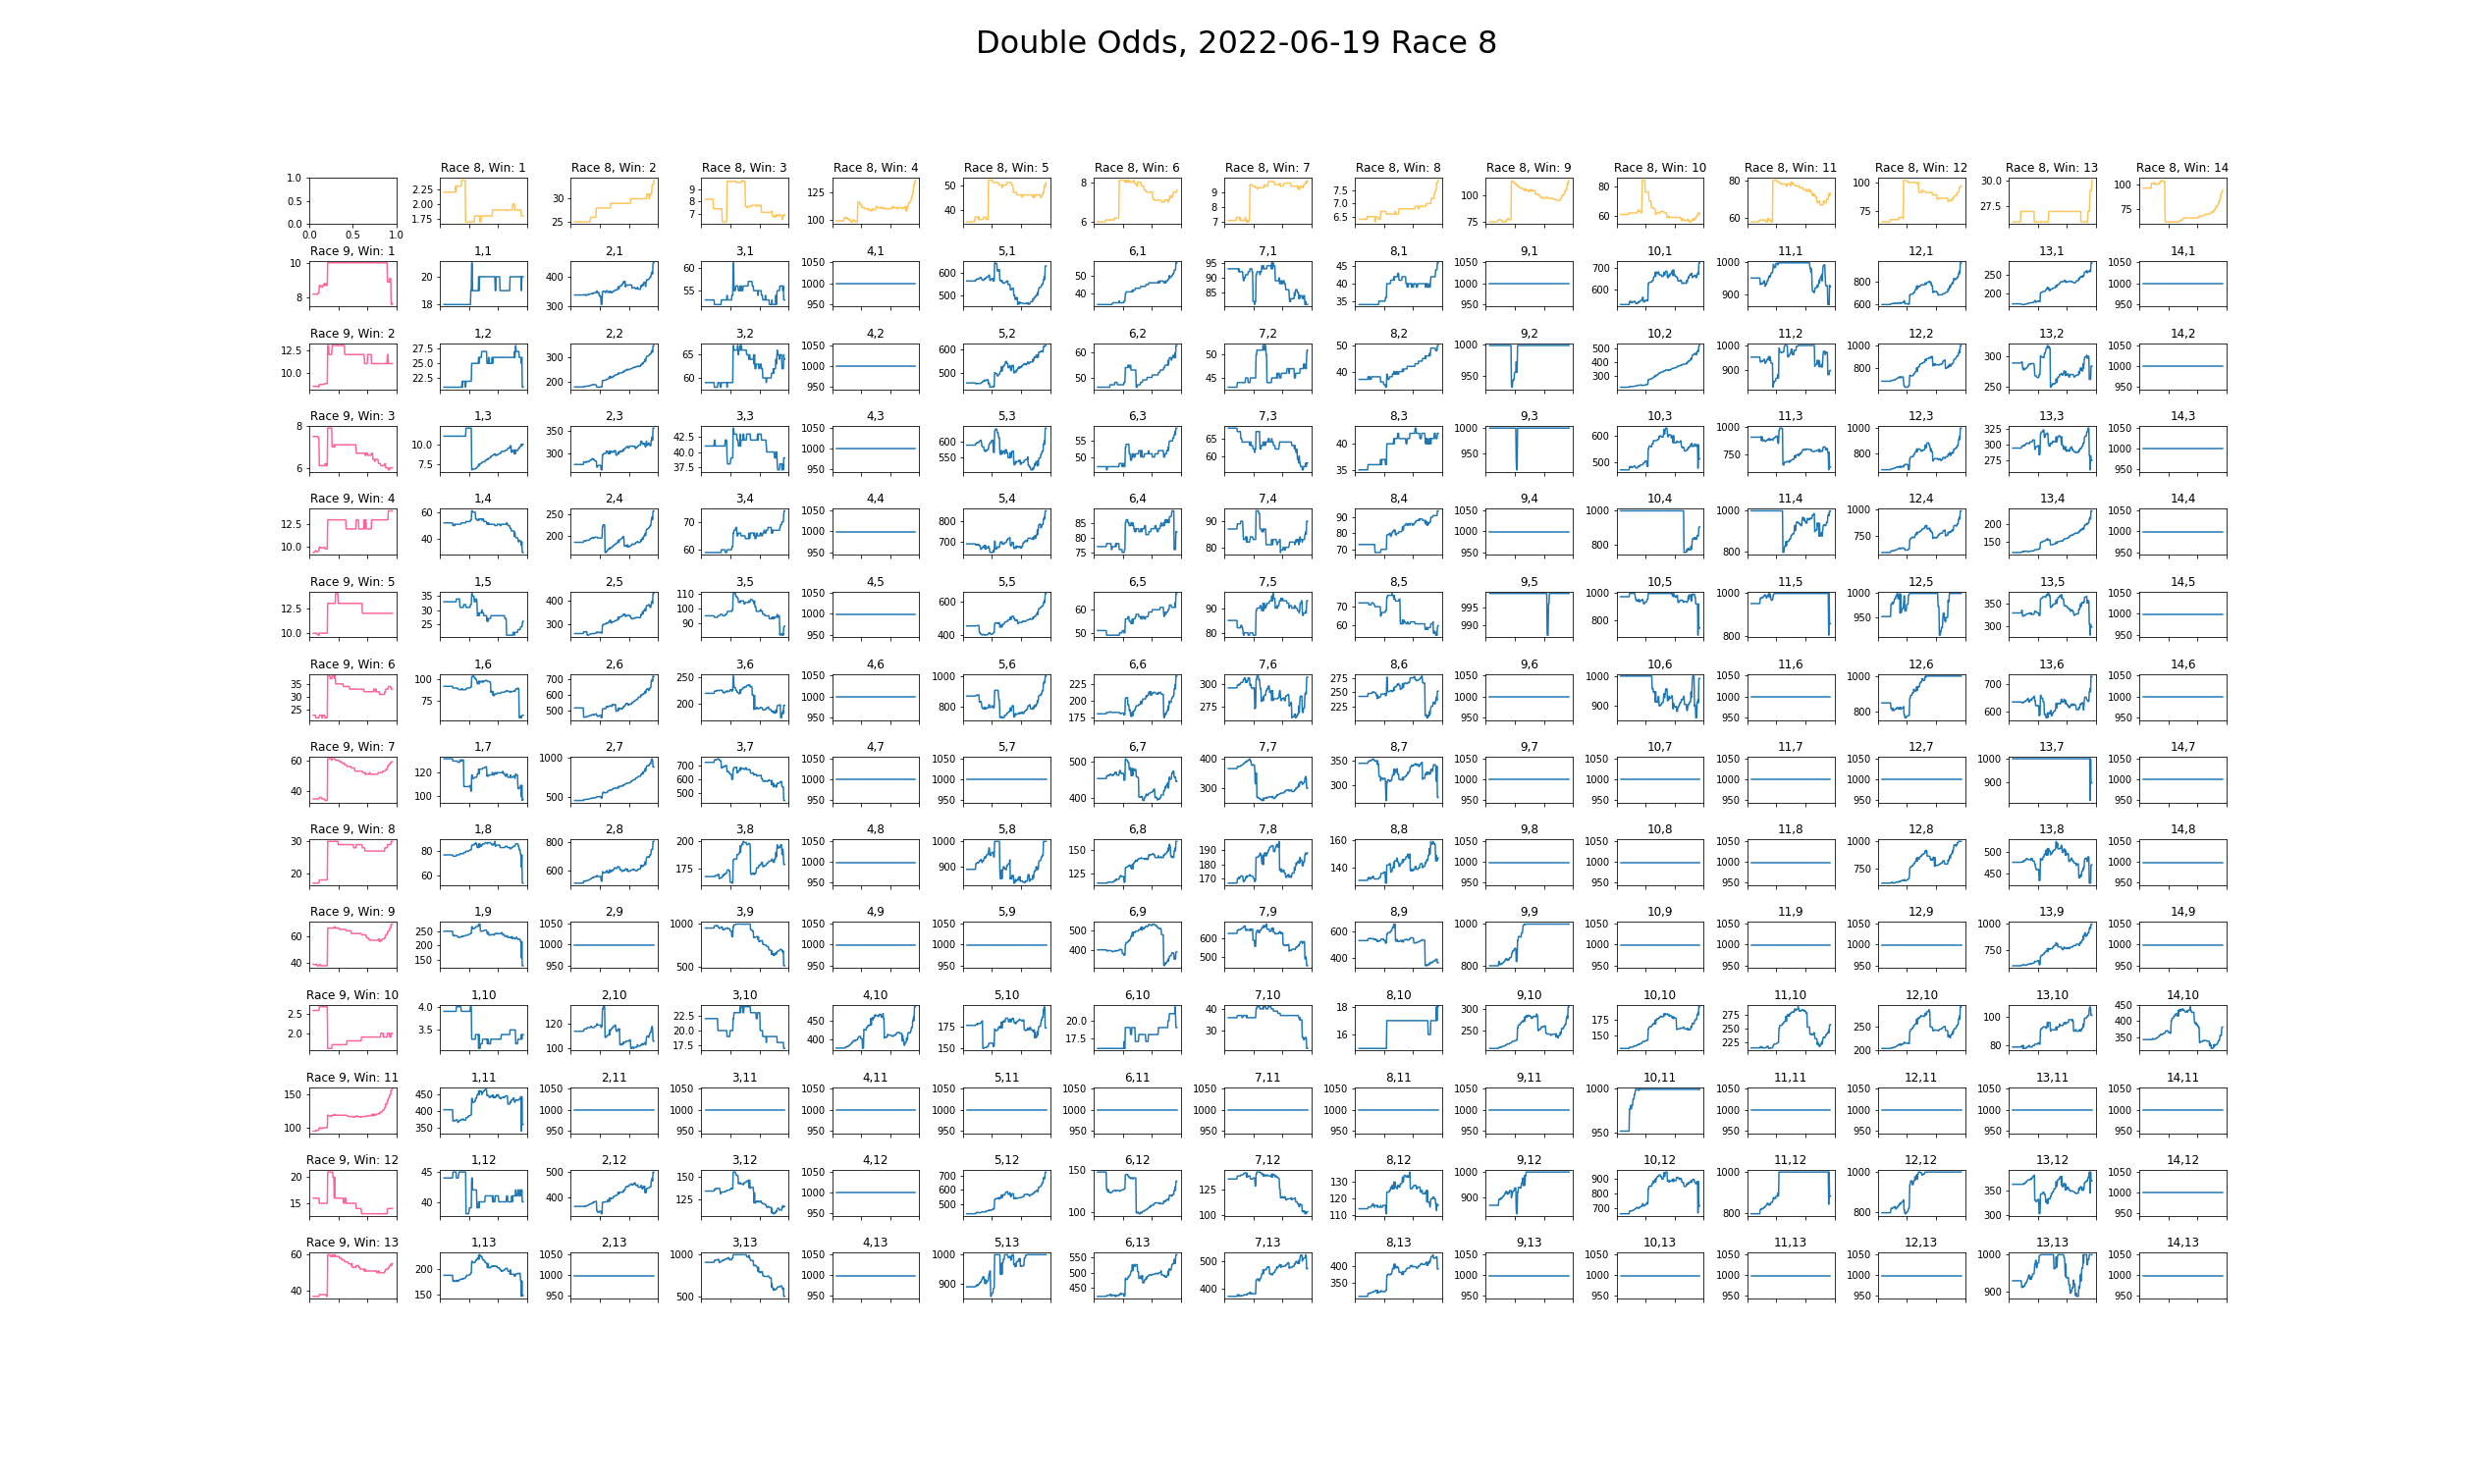 Double Odds, 2022-06-19 Race 8
Race 8, Win: 1 Race 8, Win: 2 Race 8, Win: 3 Race 8, Win: 4 Race 8, Win: 5 Race 8, Win: 6 Race 8, Win: 7 Race 8, Win: 8 Race 8, Win: 9 Race 8, Win: 10 Race 8, Win: 11 Race 8, Win: 12 Race 8, Win: 13 Race 8, Win: 14
1.0 2.25 30 9 125 50 8 9 7.5 100 80 80 100 30.0 100
0.5 2.00 8 8 7.0 27.5
0.0 1.75 25 7 100 40 6 7 6.5 75 60 60 75 75
0.0 0.5 1.0
Race 9, Win: 1 1,1 2,1 3,1 4,1 5,1 6,1 7,1 8,1 9,1 10,1 11,1 12,1 13,1 14,1
10 20 400 60 1050 600 50 95 45 1050 700 1000 800 250 1050
1000 90 40 1000 1000
8 18 300 55 950 500 40 85 35 950 600 900 600 200 950
Race 9, Win: 2 1,2 2,2 3,2 4,2 5,2 6,2 7,2 8,2 9,2 10,2 11,2 12,2 13,2 14,2
12.5 27.5 300 65 1050 600 60 50 50 1000 500 1000 1000 300 1050
25.0 1000 400 1000
10.0 22.5 200 60 950 500 50 45 40 950 300 900 800 250 950
Race 9, Win: 3 1,3 2,3 3,3 4,3 5,3 6,3 7,3 8,3 9,3 10,3 11,3 12,3 13,3 14,3
8 10.0 350 42.5 1050 600 55 65 40 1000 600 1000 1000 325 1050
40.0 1000 300 1000
6 7.5 300 37.5 950 550 50 60 35 950 500 750 800 275 950
Race 9, Win: 4 1,4 2,4 3,4 4,4 5,4 6,4 7,4 8,4 9,4 10,4 11,4 12,4 13,4 14,4
12.5 60 250 70 1050 800 85 90 90 1050 1000 1000 1000 200 1050
1000 80 80 1000 1000
10.0 40 200 60 950 700 75 80 70 950 800 800 750 150 950
Race 9, Win: 5 1,5 2,5 3,5 4,5 5,5 6,5 7,5 8,5 9,5 10,5 11,5 12,5 13,5 14,5
12.5 35 400 110 1050 600 60 90 70 995 1000 1000 1000 350 1050
30 100 1000 1000
10.0 25 300 90 950 400 50 80 60 990 800 800 950 300 950
Race 9, Win: 6 1,6 2,6 3,6 4,6 5,6 6,6 7,6 8,6 9,6 10,6 11,6 12,6 13,6 14,6
35 100 700 250 1050 1000 225 300 275 1050 1000 1050 1000 700 1050
30 600 1000 200 250 1000 1000 1000
25 75 500 200 950 800 175 275 225 950 900 950 800 600 950
Race 9, Win: 7 1,7 2,7 3,7 4,7 5,7 6,7 7,7 8,7 9,7 10,7 11,7 12,7 13,7 14,7
60 120 1000 700 1050 1050 500 400 350 1050 1050 1050 1050 1000 1050
600 1000 1000 1000 1000 1000 1000 1000
40 100 500 500 950 950 400 300 300 950 950 950 950 900 950
Race 9, Win: 8 1,8 2,8 3,8 4,8 5,8 6,8 7,8 8,8 9,8 10,8 11,8 12,8 13,8 14,8
30 80 800 200 1050 1000 150 190 160 1050 1050 1050 1000 500 1050
1000 180 1000 1000 1000 1000
20 60 600 175 950 900 125 170 140 950 950 950 750 450 950
Race 9, Win: 9 1,9 2,9 3,9 4,9 5,9 6,9 7,9 8,9 9,9 10,9 11,9 12,9 13,9 14,9
60 250 1050 1000 1050 1050 500 600 600 1000 1050 1050 1050 1000 1050
200 1000 1000 1000 1000 1000 1000 1000
40 150 950 500 950 950 400 500 400 800 950 950 950 750 950
Race 9, Win: 10 1,10 2,10 3,10 4,10 5,10 6,10 7,10 8,10 9,10 10,10 11,10 12,10 13,10 14,10
2.5 4.0 120 22.5 450 175 20.0 40 18 300 175 275 250 100 450
20.0 16 250 400
2.0 3.5 100 17.5 400 150 17.5 30 250 150 225 200 80 350
Race 9, Win: 11 1,11 2,11 3,11 4,11 5,11 6,11 7,11 8,11 9,11 10,11 11,11 12,11 13,11 14,11
150 450 1050 1050 1050 1050 1050 1050 1050 1050 1000 1050 1050 1050 1050
400 1000 1000 1000 1000 1000 1000 1000 1000 1000 1000 1000 1000
100 350 950 950 950 950 950 950 950 950 950 950 950 950 950
Race 9, Win: 12 1,12 2,12 3,12 4,12 5,12 6,12 7,12 8,12 9,12 10,12 11,12 12,12 13,12 14,12
20 45 500 150 1050 700 150 125 130 1000 900 1000 1000 350 1050
1000 600 120 800 1000
15 40 400 125 950 500 100 100 110 900 700 800 800 300 950
Race 9, Win: 13 1,13 2,13 3,13 4,13 5,13 6,13 7,13 8,13 9,13 10,13 11,13 12,13 13,13 14,13
60 200 1050 1000 1050 1000 550 500 400 1050 1050 1050 1050 1000 1050
1000 1000 500 1000 1000 1000 1000 1000
40 150 950 500 950 900 450 400 350 950 950 950 950 900 950